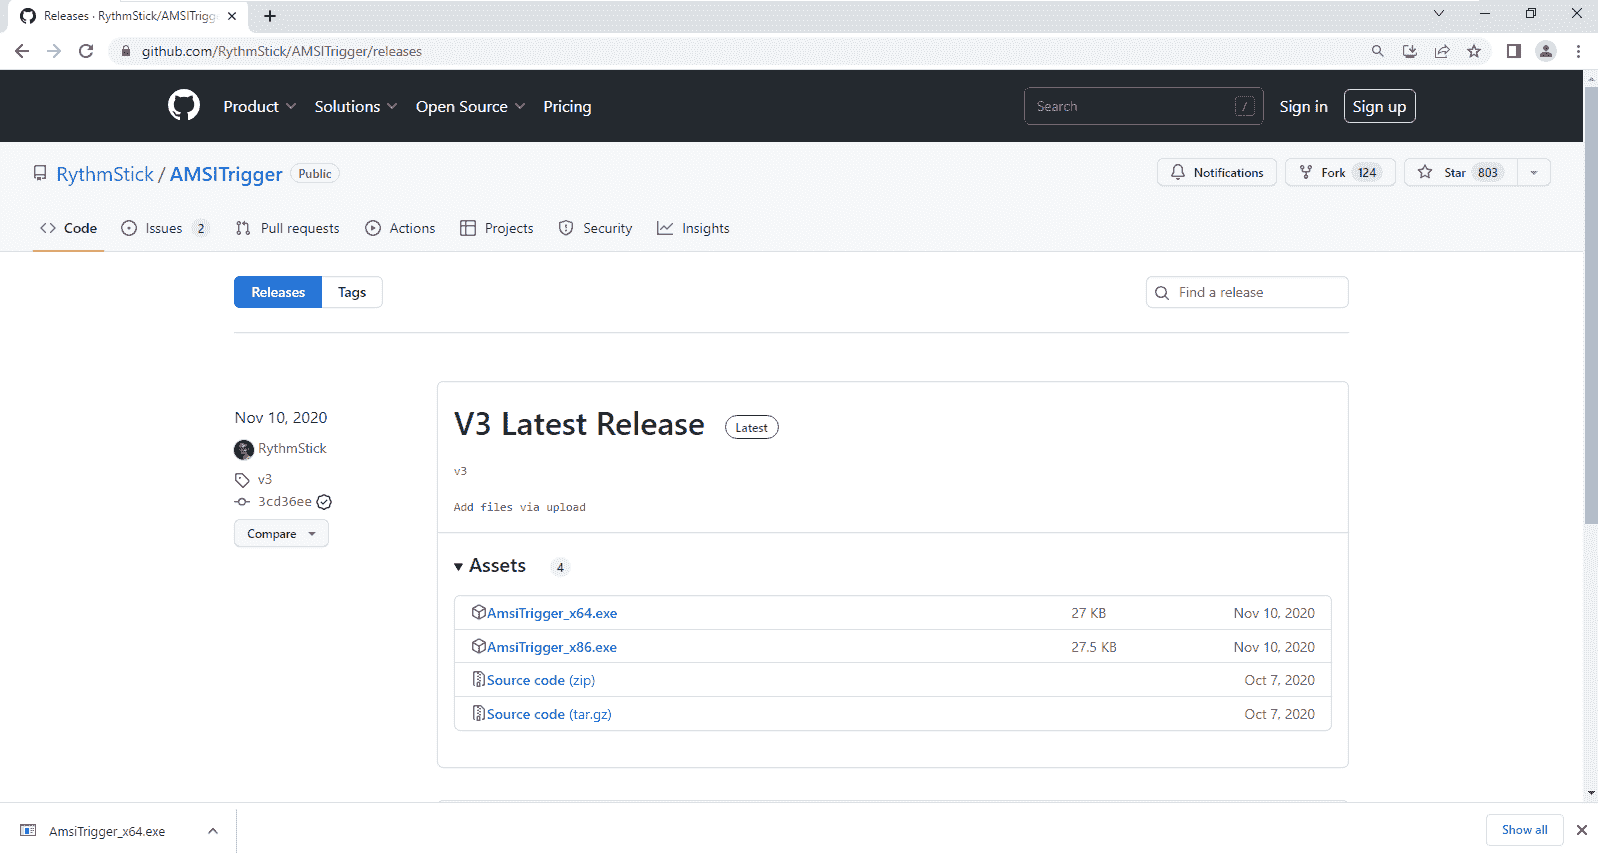 Releases · RythmStick/AMSITrigg
github.com/RythmStick/AMSITrigger/releases
Product Solutions Open Source Pricing Search / Sign in Sign up
RythmStick / AMSITrigger Public Notifications Fork 124 Star 803
Code Issues 2 Pull requests Actions Projects Security Insights
Releases Tags Find a release
Nov 10, 2020
RythmStick
v3
3cd36ee
Compare
V3 Latest Release Latest
v3
Add files via upload
Assets 4
AmsiTrigger_x64.exe 27 KB Nov 10, 2020
AmsiTrigger_x86.exe 27.5 KB Nov 10, 2020
Source code (zip) Oct 7, 2020
Source code (tar.gz) Oct 7, 2020
AmsiTrigger_x64.exe Show all